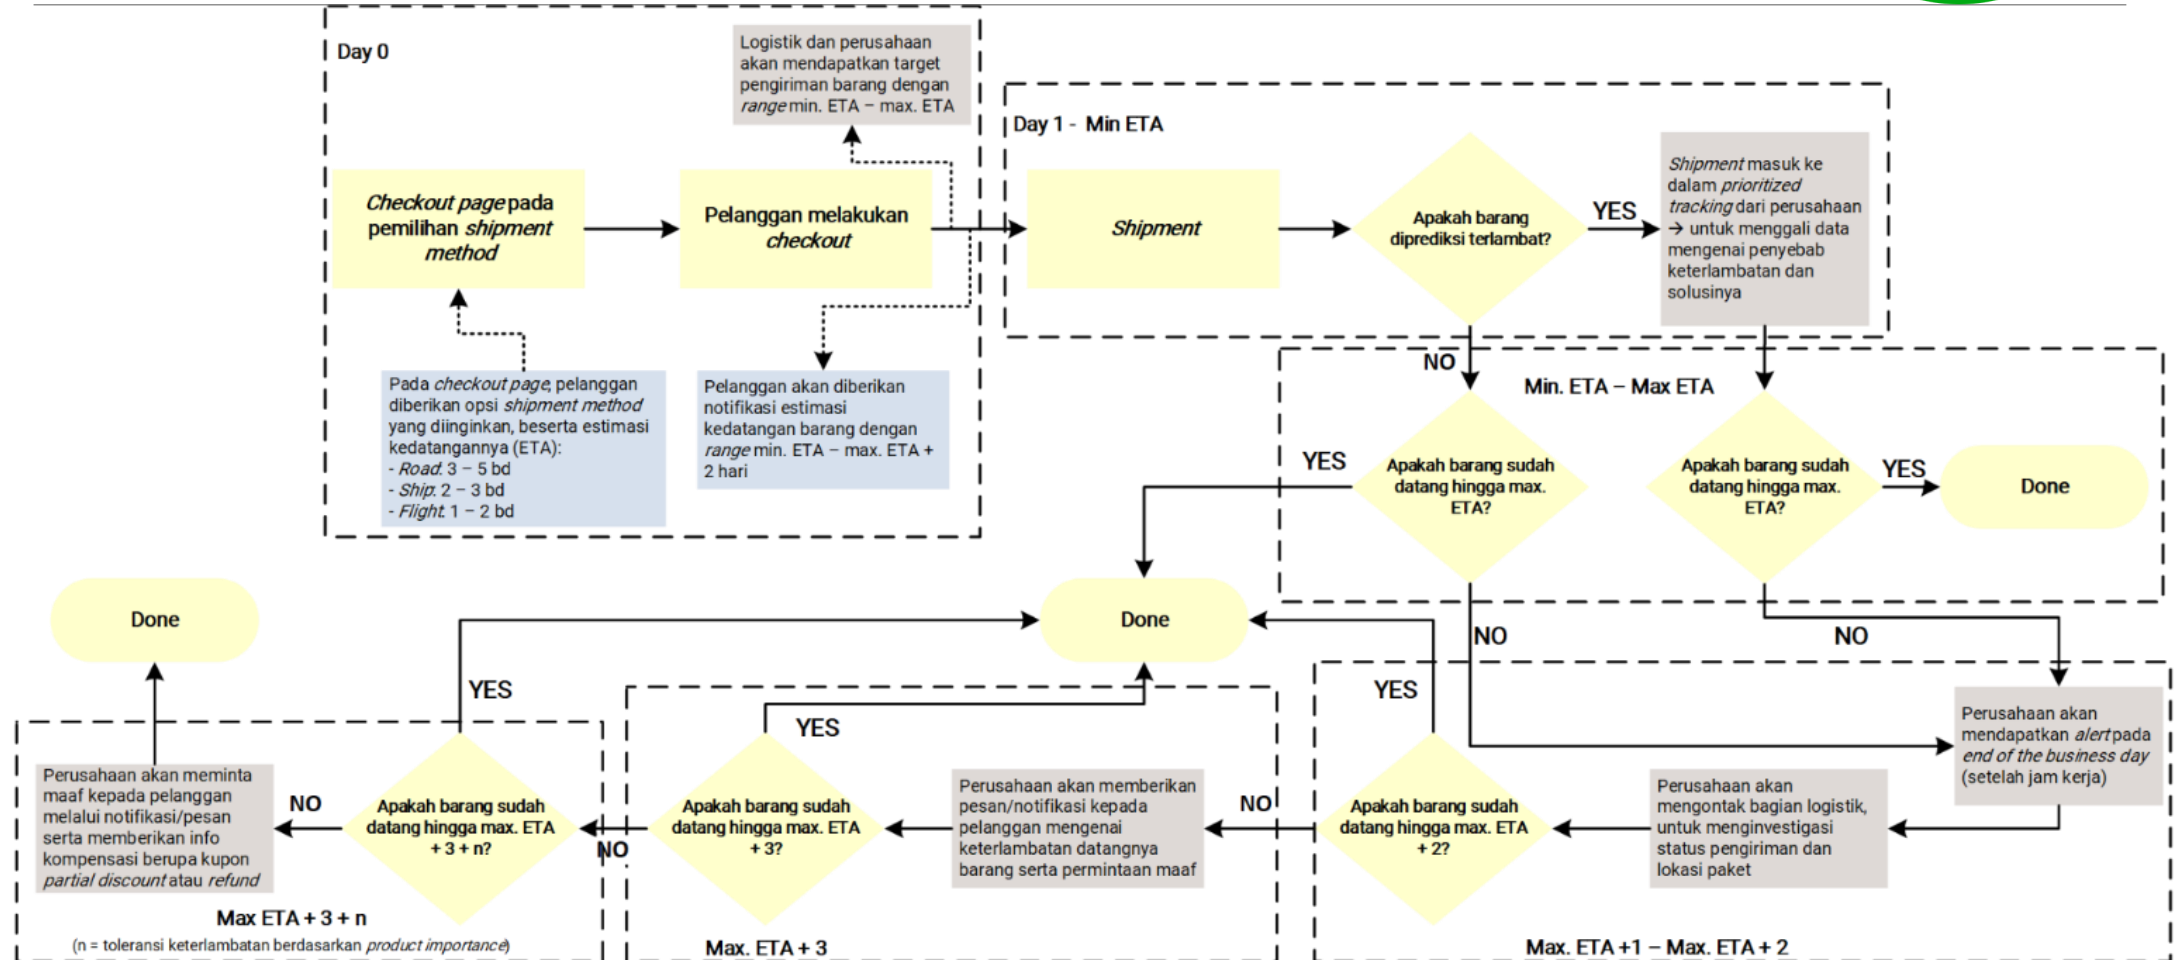 Day 0
Logistik dan perusahaan
akan mendapatkan target
pengiriman barang dengan
range min. ETA – max. ETA
Checkout page pada
pemilihan shipment
method
Pelanggan melakukan
checkout
Pada checkout page, pelanggan
diberikan opsi shipment method
yang diinginkan, beserta estimasi
kedatangannya (ETA):
- Road: 3 – 5 bd
- Ship: 2 – 3 bd
- Flight: 1 – 2 bd
Pelanggan akan diberikan
notifikasi estimasi
kedatangan barang dengan
range min. ETA – max. ETA +
2 hari
Day 1 - Min ETA
Shipment
Apakah barang
diprediksi terlambat?
YES
Shipment masuk ke
dalam prioritized
tracking dari perusahaan
→ untuk menggali data
mengenai penyebab
keterlambatan dan
solusinya
NO
Min. ETA – Max ETA
YES
Apakah barang sudah
datang hingga max.
ETA?
Apakah barang sudah
datang hingga max.
ETA?
YES
Done
NO
NO
Done
Done
YES
YES
YES
Perusahaan akan
mendapatkan alert pada
end of the business day
(setelah jam kerja)
Perusahaan akan
mengontak bagian logistik,
untuk menginvestigasi
status pengiriman dan
lokasi paket
Apakah barang sudah
datang hingga max. ETA
+ 2?
Max. ETA +1 – Max. ETA + 2
NO
Perusahaan akan memberikan
pesan/notifikasi kepada
pelanggan mengenai
keterlambatan datangnya
barang serta permintaan maaf
Apakah barang sudah
datang hingga max. ETA
+ 3?
Max. ETA + 3
NO
Apakah barang sudah
datang hingga max. ETA
+ 3 + n?
NO
Perusahaan akan meminta
maaf kepada pelanggan
melalui notifikasi/pesan
serta memberikan info
kompensasi berupa kupon
partial discount atau refund
Max ETA + 3 + n
(n = toleransi keterlambatan berdasarkan product importance)